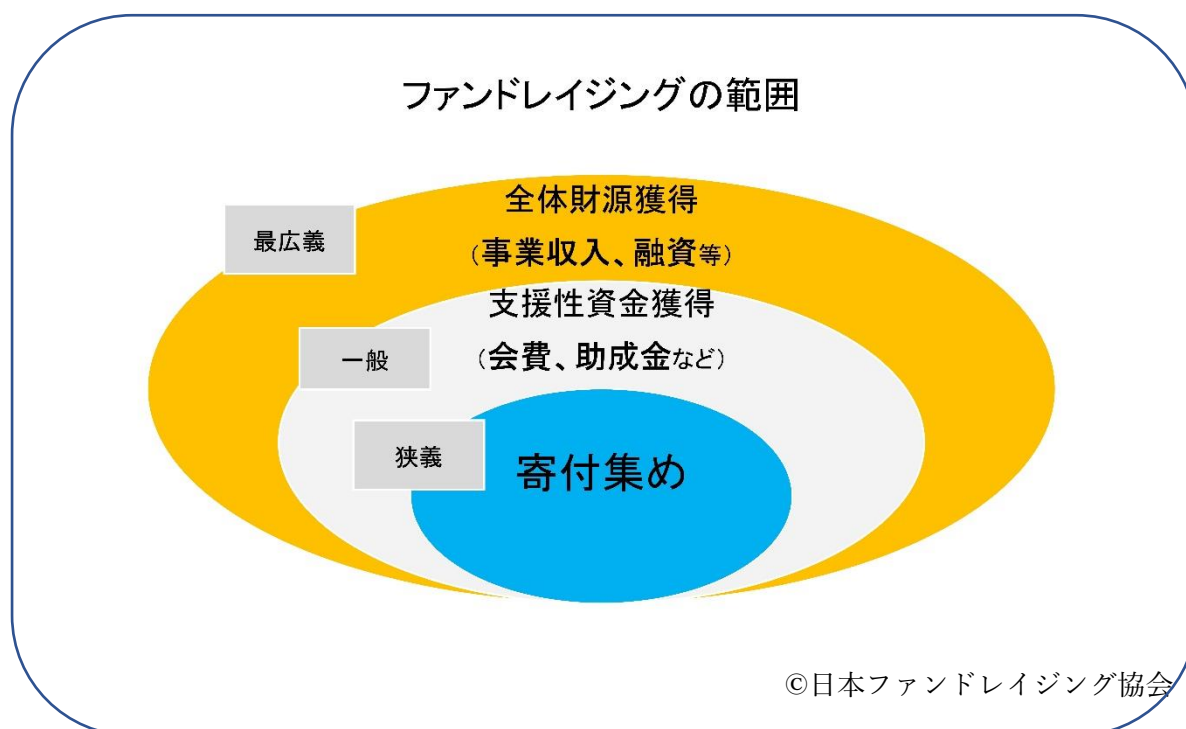 ファンドレイジングの範囲
最広義
全体財源獲得
（事業収入、融資等）
一般
支援性資金獲得
（会費、助成金など）
狭義
寄付集め
©日本ファンドレイジング協会